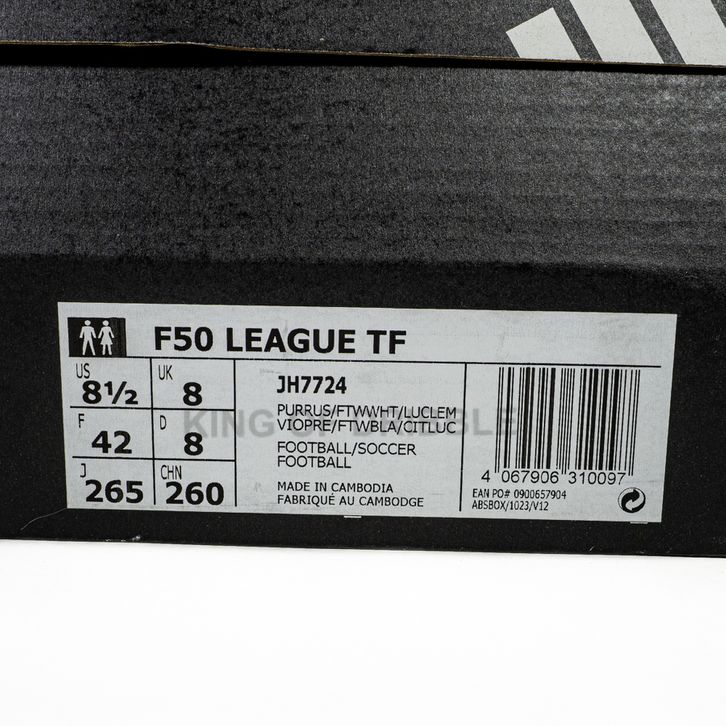 F50 LEAGUE TF
US 8½ UK 8
F 42 D 8
J 265 CHN 260
JH7724
PURRUS/FTWWHT/LUCLEM
VIOPRE/FTWBLA/CITLUC
FOOTBALL/SOCCER
FOOTBALL
MADE IN CAMBODIA
FABRIQUÉ AU CAMBODGE
4 067906 310097
EAN PO# 0900657904
ABSBOX/1023/V12